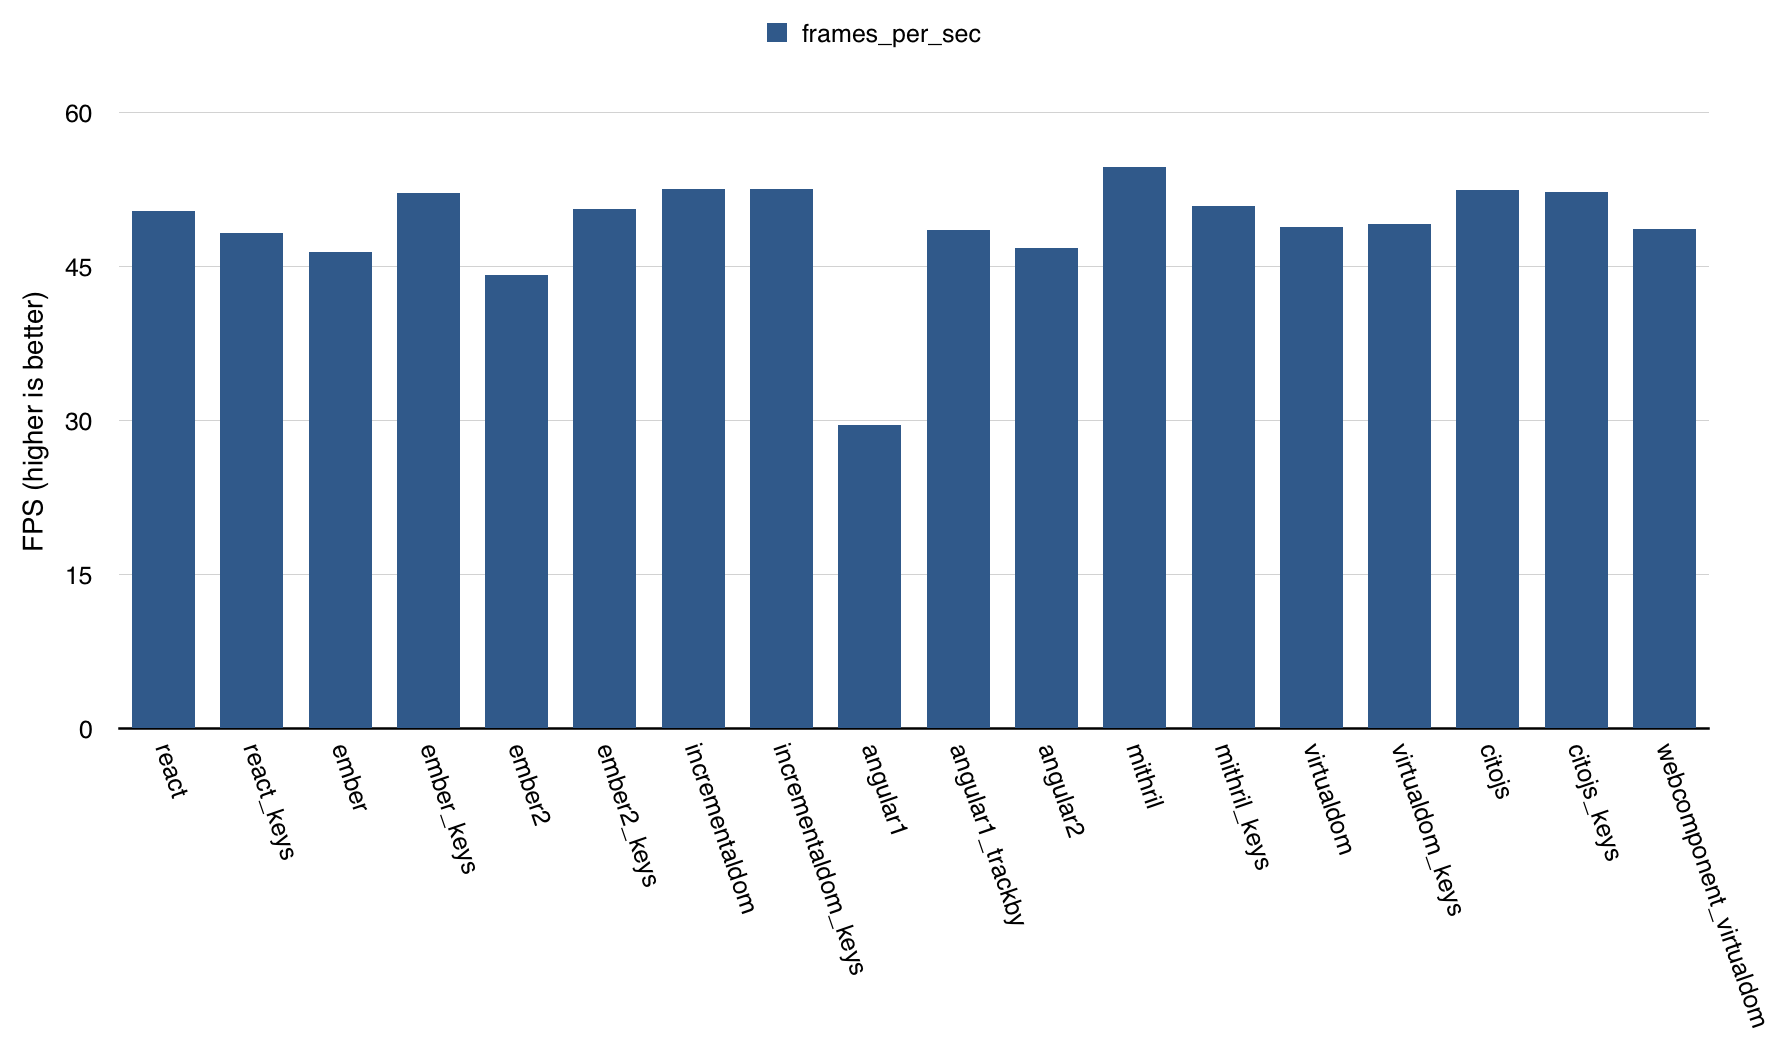 frames_per_sec
60
45
30
15
0
FPS (higher is better)
react
react_keys
ember
ember_keys
ember2
ember2_keys
incrementaldom
incrementaldom_keys
angular1
angular1_trackby
angular2
mithril
mithril_keys
virtualdom
virtualdom_keys
citojs
citojs_keys
webcomponent_virtualdom